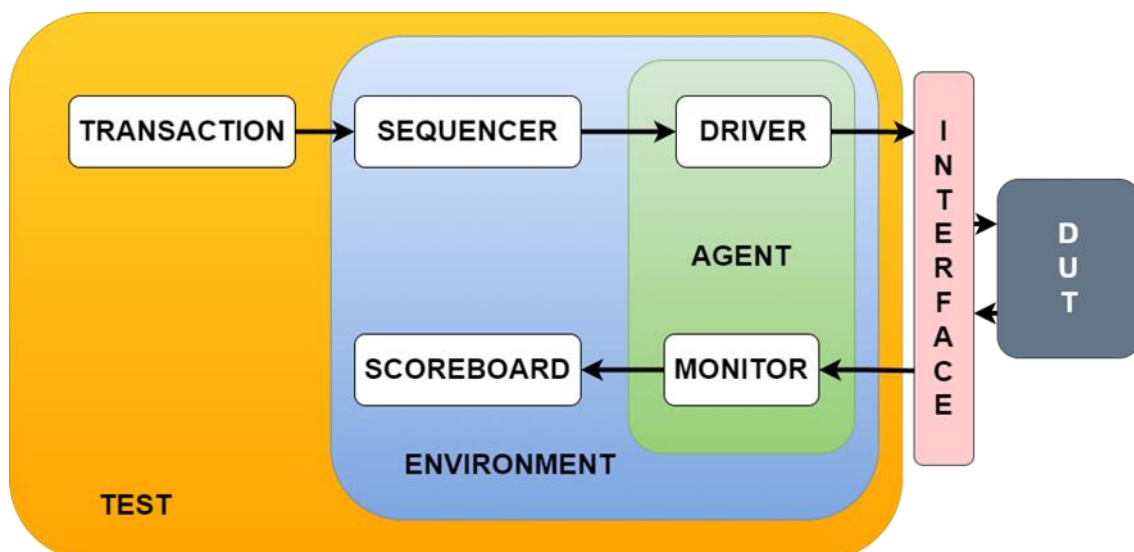 TRANSACTION
SEQUENCER
DRIVER
AGENT
SCOREBOARD
MONITOR
ENVIRONMENT
TEST
INTERFACE
DUT